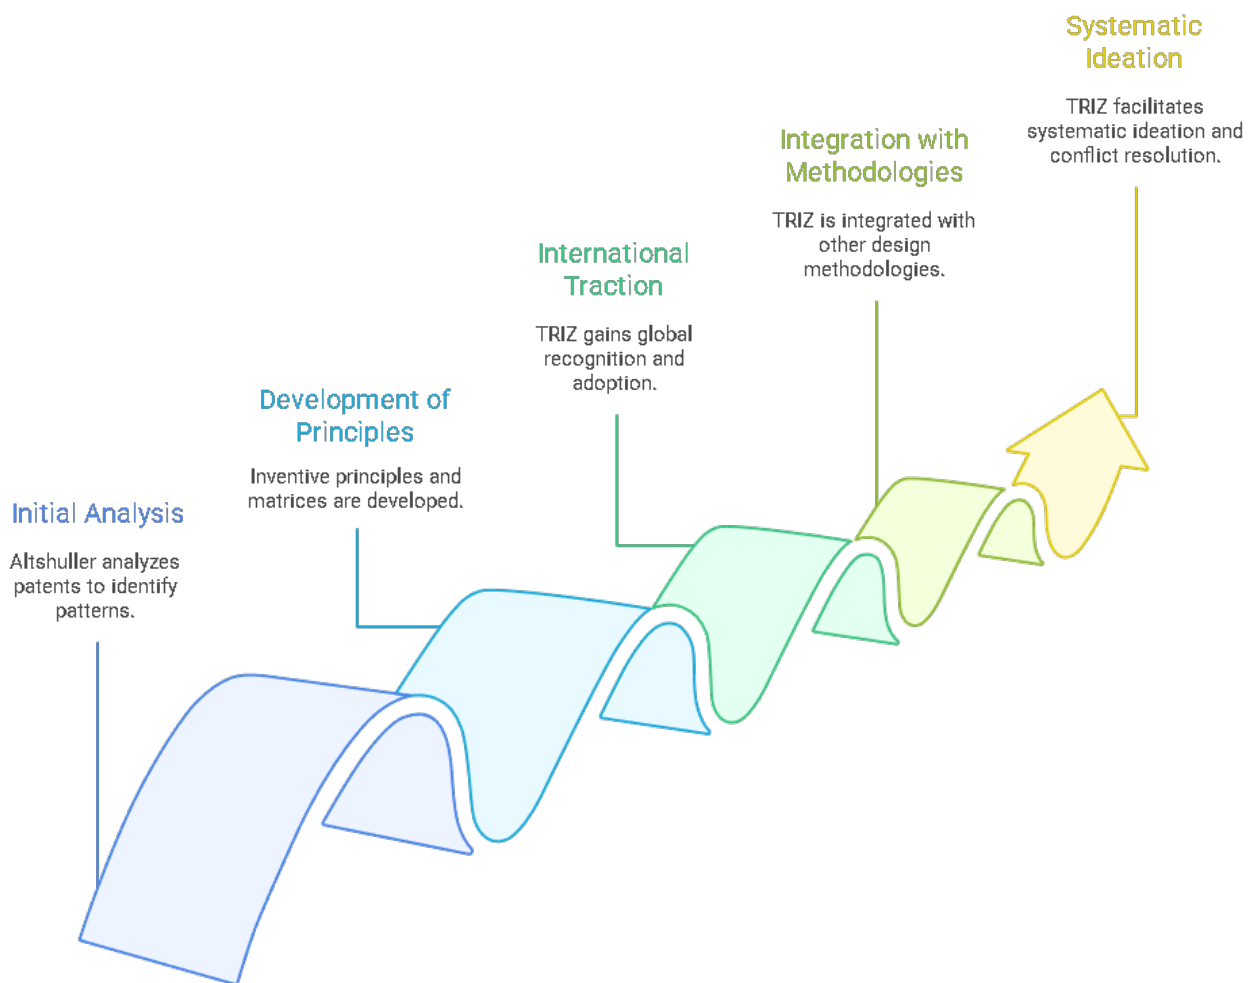 Systematic
Ideation
TRIZ facilitates
systematic ideation and
conflict resolution.
Integration with
Methodologies
TRIZ is integrated with
other design
methodologies.
International
Traction
TRIZ gains global
recognition and
adoption.
Development of
Principles
Inventive principles and
matrices are developed.
Initial Analysis
Altshuller analyzes
patents to identify
patterns.